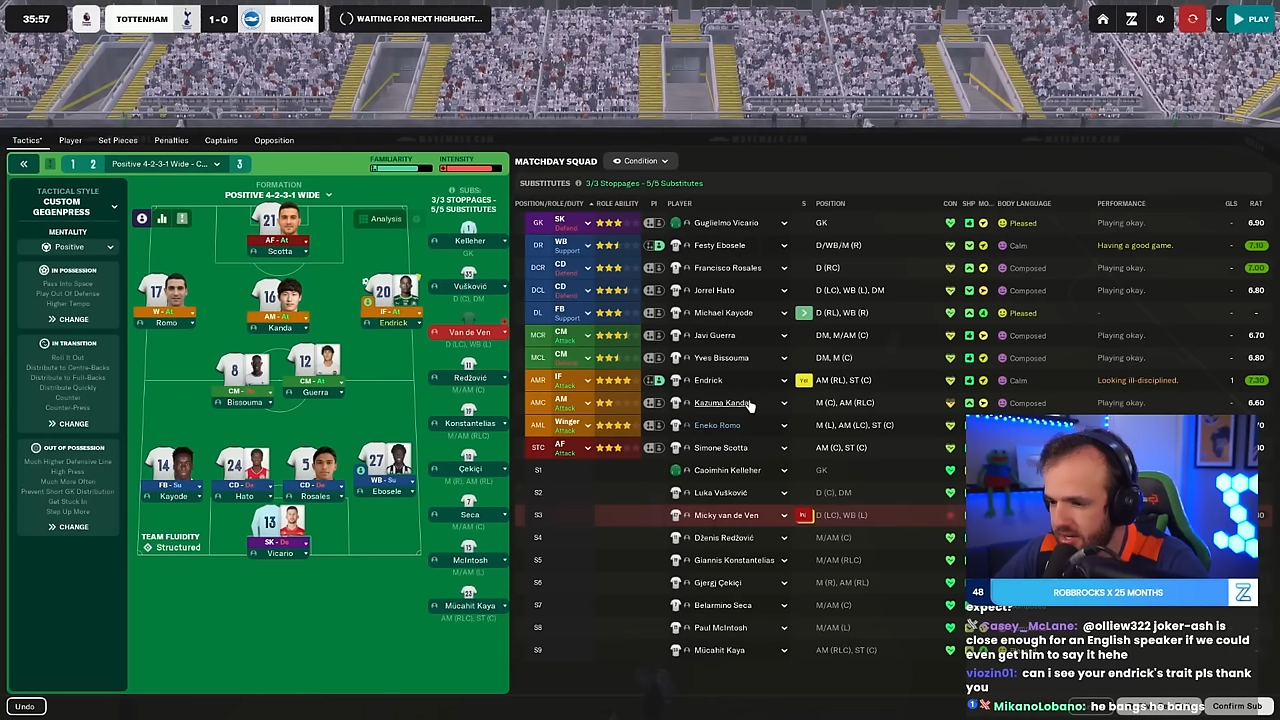 35:57 TOTTENHAM 1-0 BRIGHTON WAITING FOR NEXT HIGHLIGHT... PLAY
Tactics* Player Set Pieces Penalties Captains Opposition
1 2 Positive 4-2-3-1 Wide - C... 3 FAMILIARITY INTENSITY
TACTICAL STYLE
CUSTOM
GEGENPRESS
MENTALITY
Positive
IN POSSESSION
Pass Into Space
Play Out Of Defense
Higher Tempo
CHANGE
IN TRANSITION
Roll It Out
Distribute to Centre-Backs
Distribute to Full-Backs
Distribute Quickly
Counter
Counter-Press
CHANGE
OUT OF POSSESSION
Much Higher Defensive Line
High Press
Much More Often
Prevent Short GK Distribution
Get Stuck In
Step Up More
CHANGE
FORMATION
POSITIVE 4-2-3-1 WIDE
Analysis
21
AF - At
Scotta
17
W - At
Romo
16
AM - At
Kanda
20
IF - At
Endrick
8
CM - De
Bissouma
12
CM - At
Guerra
14
FB - Su
Kayode
24
CD - De
Hato
5
CD - De
Rosales
27
WB - Su
Ebosele
13
SK - De
Vicario
TEAM FLUIDITY
Structured
SUBS:
3/3 STOPPAGES -
5/5 SUBSTITUTES
1
Kelleher
GK
Vušković
D (C), DM
Van de Ven
D (LC), WB (L)
11
Redžović
M/AM (C)
19
Konstantelias
M/AM (RLC)
10
Çekiçi
M (R), AM (RL)
7
Seca
M/AM (C)
15
McIntosh
M/AM (L)
23
Mücahit Kaya
AM (RLC), ST (C)
Undo
MATCHDAY SQUAD Condition
SUBSTITUTES 3/3 Stoppages - 5/5 Substitutes
POSITION/ROLE/DUTY ROLE ABILITY PI PLAYER S POSITION CON SHP MO... BODY LANGUAGE PERFORMANCE GLS RAT
GK SK Defend Guglielmo Vicario GK Pleased Playing okay. - 6.90
DR WB Support Festy Ebosele D/WB/M (R) Calm Having a good game. - 7.10
DCR CD Defend Francisco Rosales D (RC) Composed Playing okay. - 7.00
DCL CD Defend Jorrel Hato D (LC), WB (L), DM Composed Playing okay. - 6.80
DL FB Support Michael Kayode D (RL), WB (R) Pleased - - -
MCR CM Attack Javi Guerra DM, M/AM (C) Composed Playing okay. - 6.70
MCL CM Defend Yves Bissouma DM, M (C) Composed Playing okay. - 6.80
AMR IF Attack Endrick Yel AM (RL), ST (C) Calm Looking ill-disciplined. 1 7.30
AMC AM Attack Kazuma Kanda M (C), AM (RLC) Composed Playing okay. - 6.60
AML Winger Attack Eneko Romo M (L), AM (LC), ST (C)
STC AF Attack Simone Scotta AM (C), ST (C)
S1 Caoimhin Kelleher GK
S2 Luka Vušković D (C), DM
S3 Micky van de Ven Inj D (LC), WB (L)
S4 Dženis Redžović M/AM (C)
S5 Giannis Konstantelias M/AM (RLC)
S6 Gjergj Çekiçi M (R), AM (RL)
S7 Belarmino Seca M/AM (C)
S8 Paul McIntosh M/AM (L)
S9 Mücahit Kaya AM (RLC), ST (C)
48 ROBBROCKS X 25 MONTHS
expect?
Casey_McLane: @olliew322 joker-ash is
close enough for an English speaker if we could
even get him to say it hehe
viozin01: can i see your endrick's trait pls thank
you
MikanoLobano: he bangs he bangs
Confirm Sub